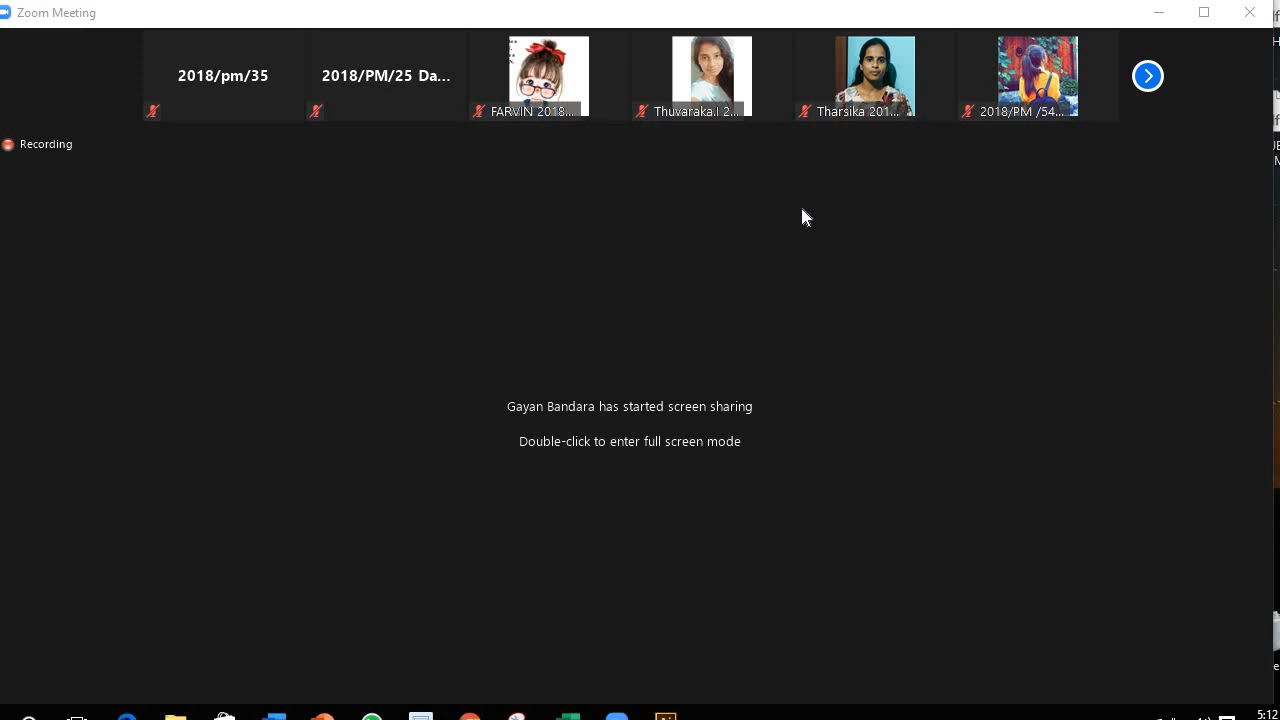 Zoom Meeting
2018/pm/35
2018/PM/25 Da...
FARVIN 2018...
Thuvaraka.I 2...
Tharsika 201...
2018/PM /54...
Recording
Gayan Bandara has started screen sharing
Double-click to enter full screen mode
5:12